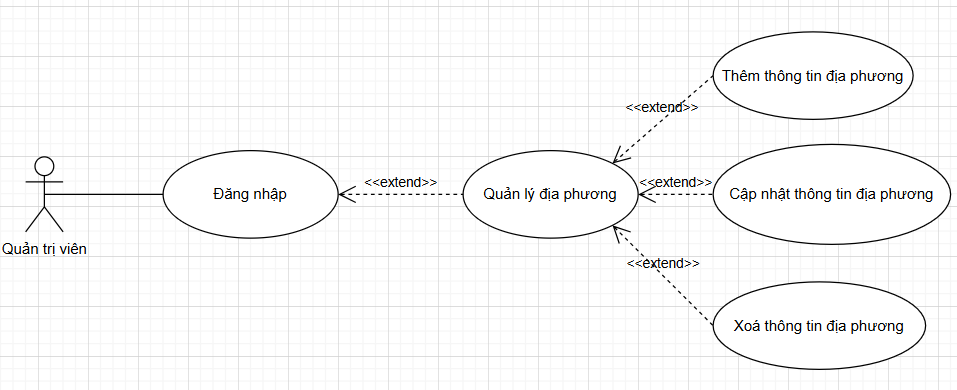 Quản trị viên
Đăng nhập
<<extend>>
Quản lý địa phương
<<extend>>
Thêm thông tin địa phương
<<extend>>
Cập nhật thông tin địa phương
<<extend>>
Xoá thông tin địa phương